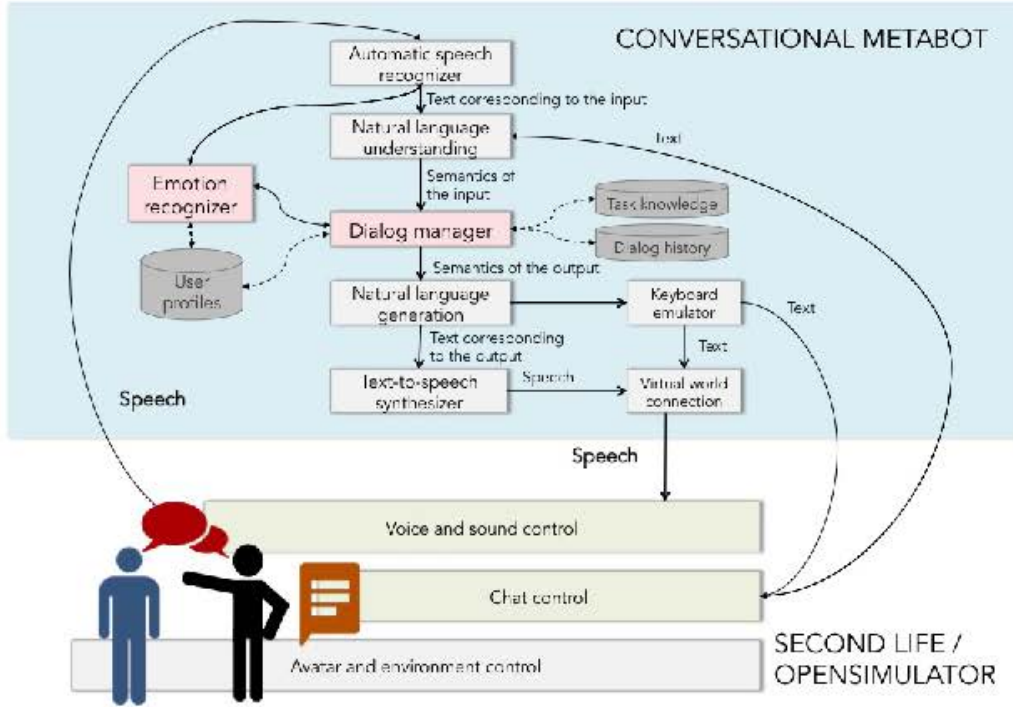 CONVERSATIONAL METABOT
Automatic speech
recognizer
Text corresponding to the input
Natural language
understanding
Text
Semantics of
the input
Emotion
recognizer
Task knowledge
Dialog manager
Dialog history
Semantics of the output
User
profiles
Natural language
generation
Keyboard
emulator
Text
Text corresponding
to the output
Text
Text-to-speech
synthesizer
Speech
Virtual world
connection
Speech
Speech
Voice and sound control
Chat control
SECOND LIFE /
OPENSIMULATOR
Avatar and environment control